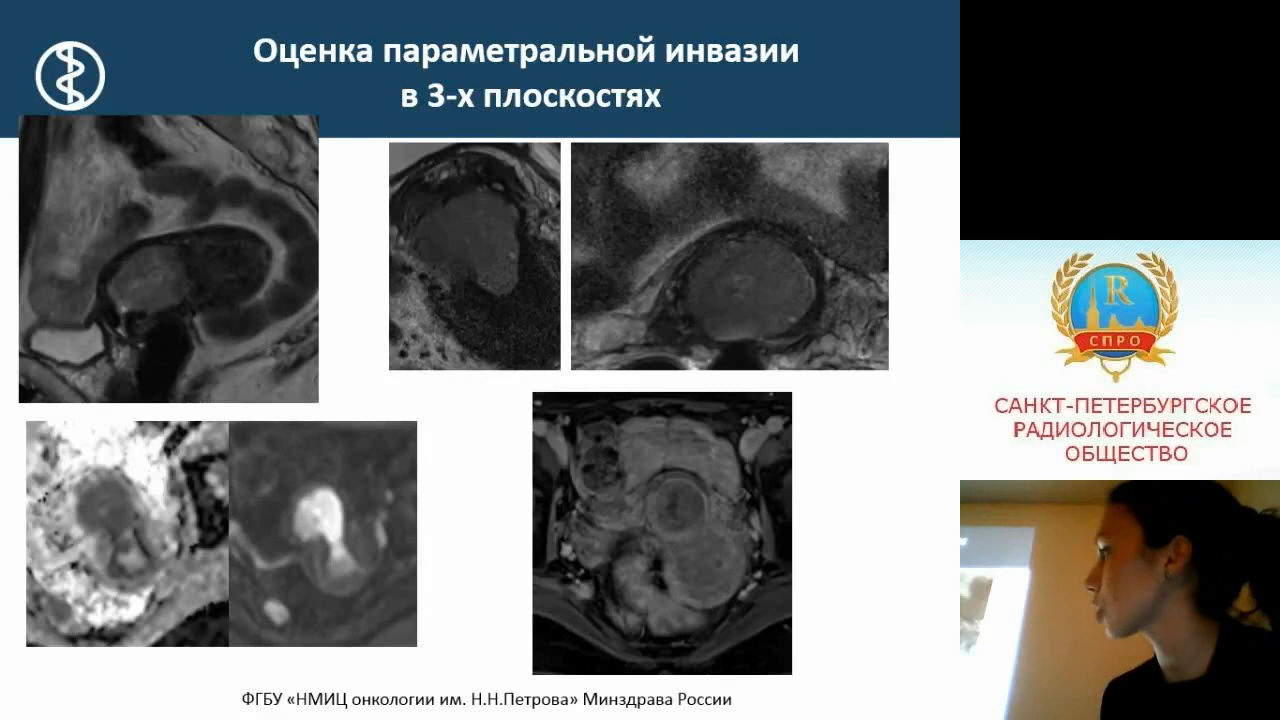 Оценка параметральной инвазии
в 3-х плоскостях
R
СПРО
САНКТ-ПЕТЕРБУРГСКОЕ
РАДИОЛОГИЧЕСКОЕ
ОБЩЕСТВО
ФГБУ «НМИЦ онкологии им. Н.Н.Петрова» Минздрава России